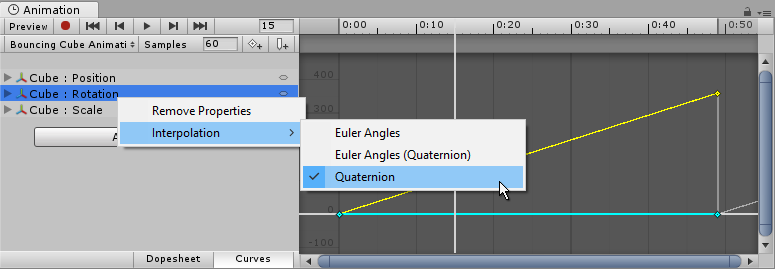 Animation
Preview 15 0:00 0:10 0:20 0:30 0:40 0:50
Bouncing Cube Animati Samples 60
Cube : Position
Cube : Rotation
Cube : Scale
Remove Properties
Interpolation
Euler Angles
Euler Angles (Quaternion)
Quaternion
A
400
300
0
-100
Dopesheet Curves